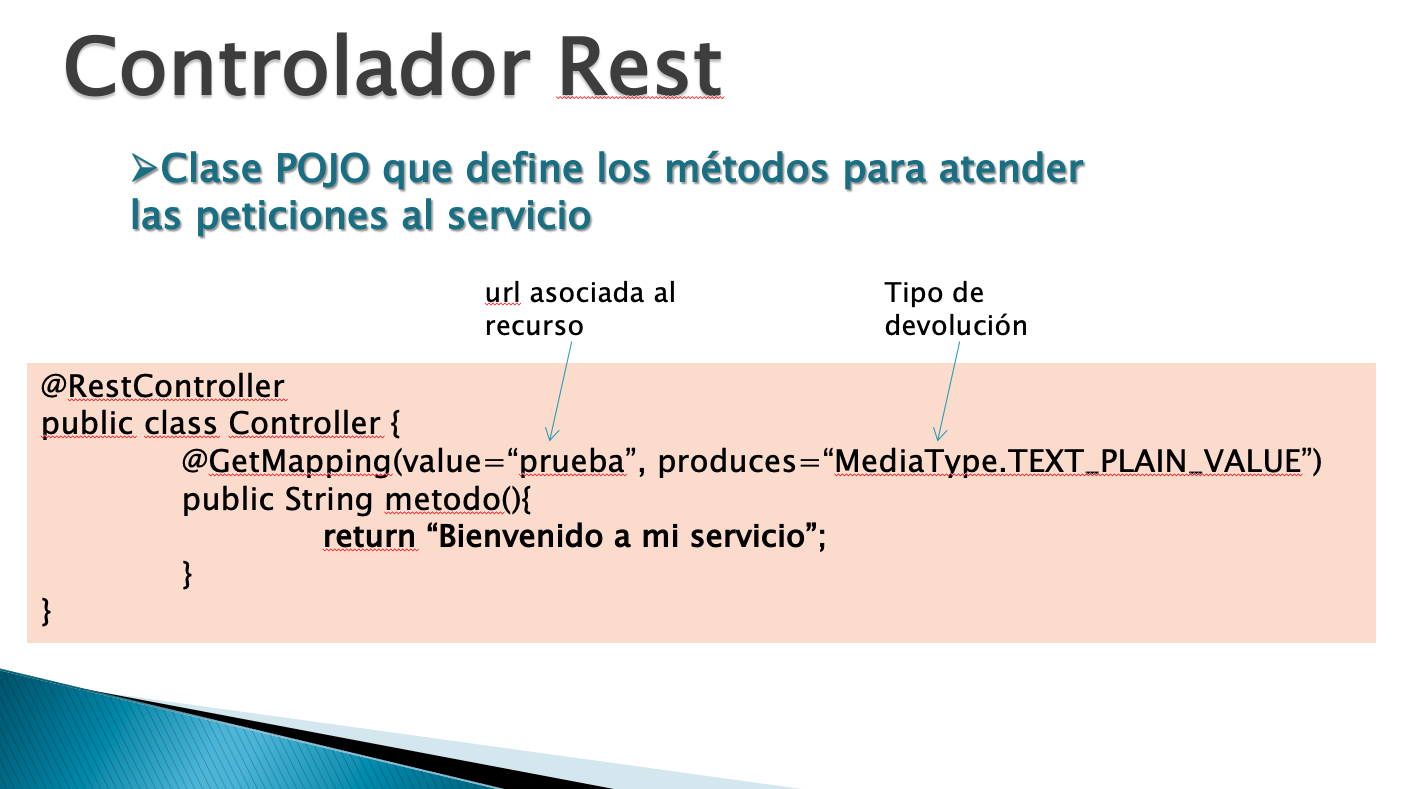 Controlador Rest
➢Clase POJO que define los métodos para atender
las peticiones al servicio
url asociada al
recurso
Tipo de
devolución
@RestController
public class Controller {
@GetMapping(value=“prueba”, produces=“MediaType.TEXT_PLAIN_VALUE”)
public String metodo(){
return “Bienvenido a mi servicio”;
}
}